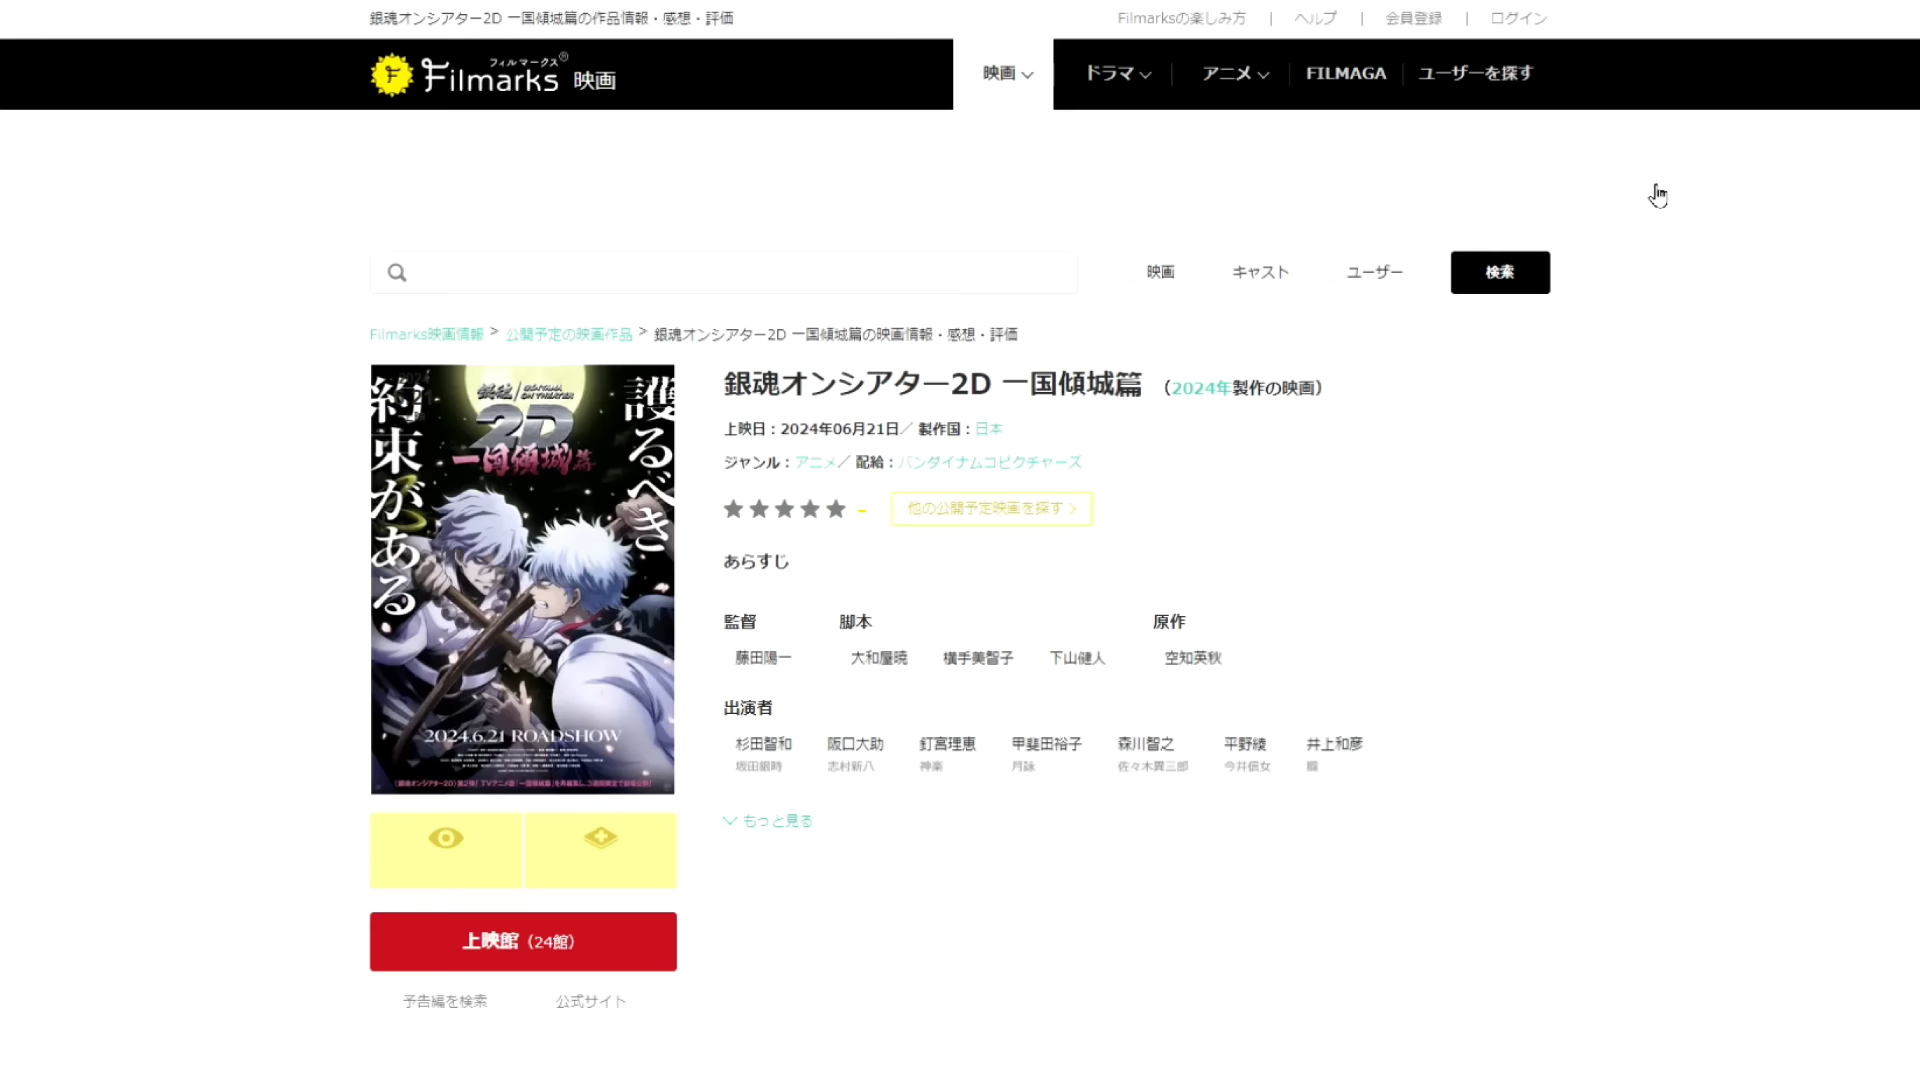 銀魂オンシアター2D 一国傾城篇の作品情報・感想・評価
Filmarksの楽しみ方 | ヘルプ | 会員登録 | ログイン
フィルマークス®
Filmarks 映画
映画 ドラマ アニメ FILMAGA ユーザーを探す
映画 キャスト ユーザー 検索
Filmarks映画情報 > 公開予定の映画作品 > 銀魂オンシアター2D 一国傾城篇の映画情報・感想・評価
護るべき
約束がある
銀魂 GINTAMA ON THEATER
2D
一国傾城篇
2024.6.21 ROADSHOW
銀魂オンシアター2D 一国傾城篇 （2024年製作の映画）
上映日：2024年06月21日／ 製作国：日本
ジャンル：アニメ／ 配給：バンダイナムコピクチャーズ
★★★★★ - 他の公開予定映画を探す >
あらすじ
監督 脚本 原作
藤田陽一 大和屋暁 横手美智子 下山健人 空知英秋
出演者
杉田智和 阪口大助 釘宮理恵 甲斐田裕子 森川智之 平野綾 井上和彦
坂田銀時 志村新八 神楽 月詠 佐々木異三郎 今井信女 朧
もっと見る
上映館（24館）
予告編を検索 公式サイト